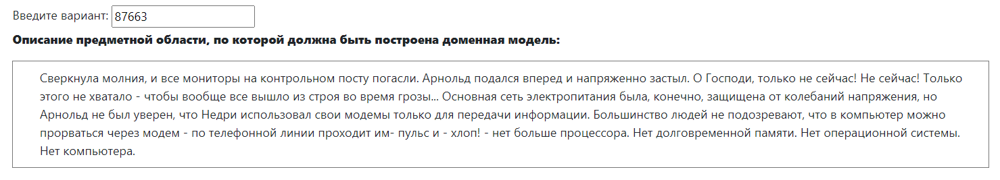 Введите вариант: 87663
Описание предметной области, по которой должна быть построена доменная модель:
Сверкнула молния, и все мониторы на контрольном посту погасли. Арнольд подался вперед и напряженно застыл. О Господи, только не сейчас! Не сейчас! Только
этого не хватало - чтобы вообще все вышло из строя во время грозы... Основная сеть электропитания была, конечно, защищена от колебаний напряжения, но
Арнольд не был уверен, что Недри использовал свои модемы только для передачи информации. Большинство людей не подозревают, что в компьютер можно
прорваться через модем - по телефонной линии проходит им- пульс и - хлоп! - нет больше процессора. Нет долговременной памяти. Нет операционной системы.
Нет компьютера.